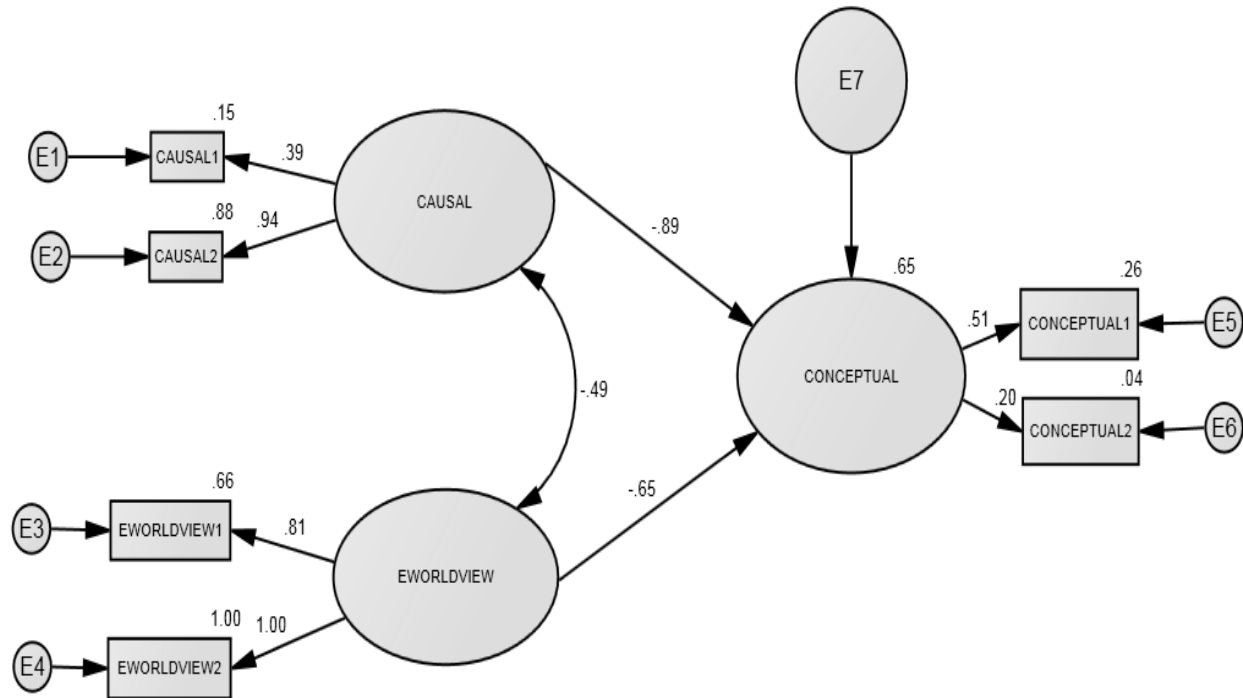 E7
.15
E1
CAUSAL1
.39
CAUSAL
.88
.94
E2
CAUSAL2
-.89
.65
.26
.51
CONCEPTUAL1
E5
CONCEPTUAL
-.49
.20
.04
CONCEPTUAL2
E6
.66
-.65
E3
EWORLDVIEW1
.81
EWORLDVIEW
1.00
1.00
E4
EWORLDVIEW2